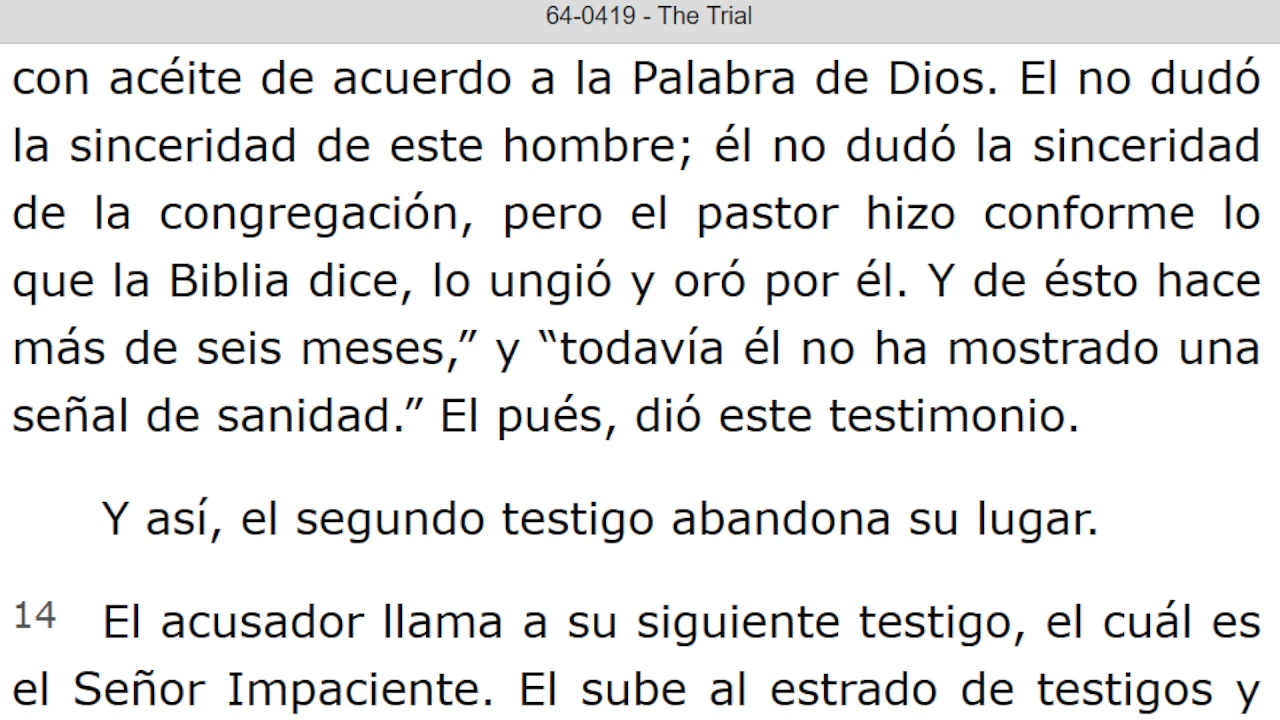 64-0419 - The Trial
con acéite de acuerdo a la Palabra de Dios. El no dudó
la sinceridad de este hombre; él no dudó la sinceridad
de la congregación, pero el pastor hizo conforme lo
que la Biblia dice, lo ungió y oró por él. Y de ésto hace
más de seis meses,” y “todavía él no ha mostrado una
señal de sanidad.” El pués, dió este testimonio.
Y así, el segundo testigo abandona su lugar.
14 El acusador llama a su siguiente testigo, el cuál es
el Señor Impaciente. El sube al estrado de testigos y